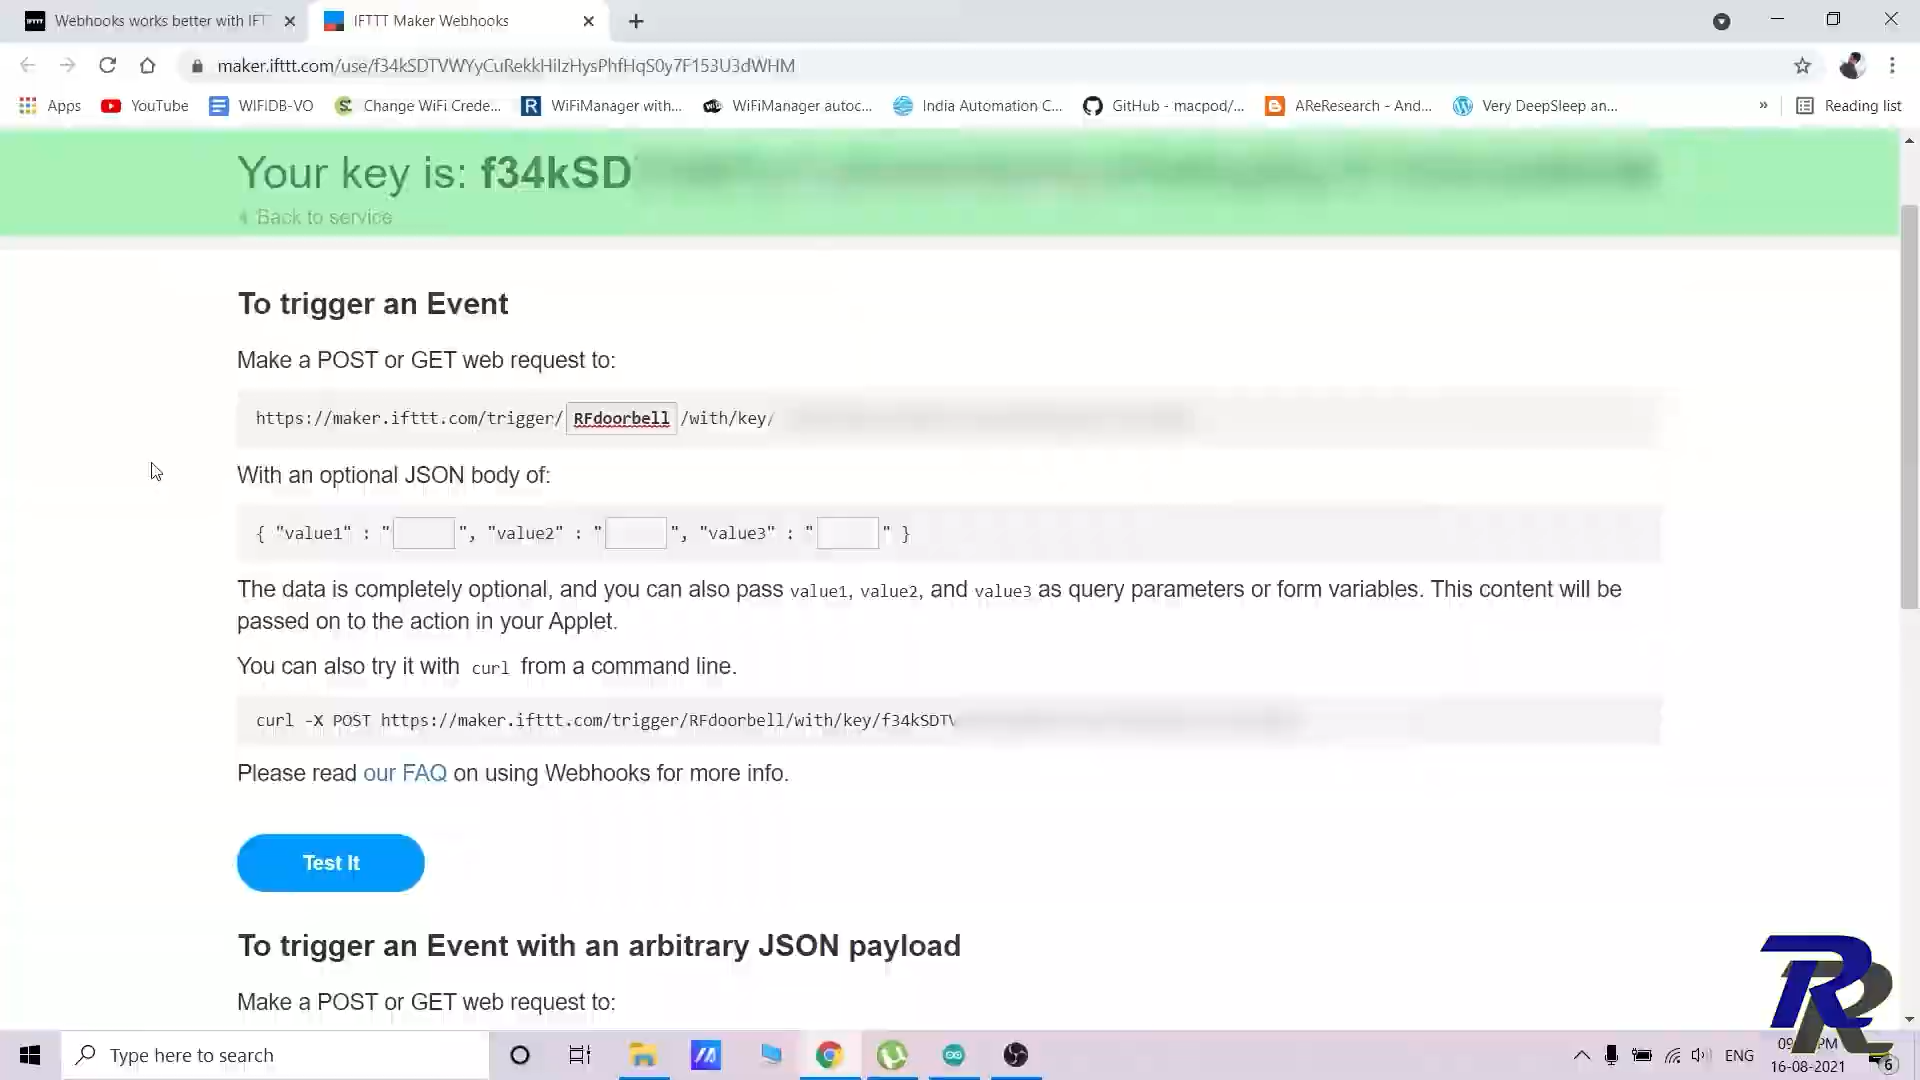 Webhooks works better with IFT
IFTTT Maker Webhooks
maker.ifttt.com/use/f34kSDTVWYyCuRekkHilzHysPhfHqS0y7F153U3dWHM
Apps YouTube WIFIDB-VO Change WiFi Crede... WiFiManager with... WiFiManager autoc... India Automation C... GitHub - macpod/... AReResearch - And... Very DeepSleep an... » Reading list
Your key is: f34kSD
Back to service
To trigger an Event
Make a POST or GET web request to:
https://maker.ifttt.com/trigger/ RFdoorbell /with/key/
With an optional JSON body of:
{ "value1" : " ", "value2" : " ", "value3" : " " }
The data is completely optional, and you can also pass value1, value2, and value3 as query parameters or form variables. This content will be
passed on to the action in your Applet.
You can also try it with curl from a command line.
curl -X POST https://maker.ifttt.com/trigger/RFdoorbell/with/key/f34kSDT
Please read our FAQ on using Webhooks for more info.
Test It
To trigger an Event with an arbitrary JSON payload
Make a POST or GET web request to:
Type here to search
ENG
PM
16-08-2021
6